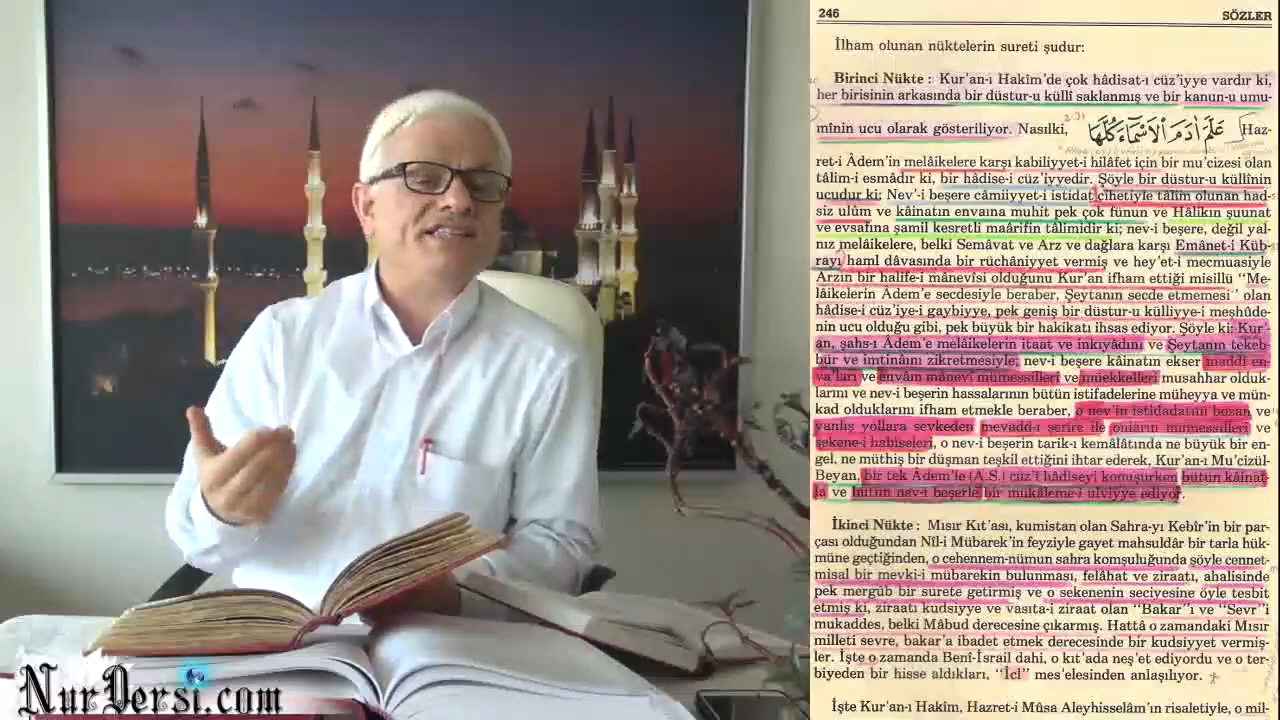 246 SÖZLER
İlham olunan nüktelerin sureti şudur:
Birinci Nükte : Kur'an-ı Hakîm'de çok hâdisat-ı cüz'iyye vardır ki,
her birisinin arkasında bir düstur-u küllî saklanmış ve bir kanun-u umu-
mînin ucu olarak gösteriliyor. Nasılki, عَلَّمَ اٰدَمَ الْاَسْمَٓاءَ كُلَّهَا Haz-
ret-i Âdem'in melâikelere karşı kabiliyyet-i hilâfet için bir mu'cizesi olan
tâlim-i esmâdır ki, bir hâdise-i cüz'iyyedir. Şöyle bir düstur-u küllînin
ucudur ki: Nev'-i beşere câmiiyyet-i istidat cihetiyle tâlim olunan had-
siz ulûm ve kâinatın envaına muhit pek çok fünun ve Hâlikın şuunat
ve evsafına şamil kesretli maârifin tâlimidir ki; nev-i beşere, değil yal-
nız melâikelere, belki Semâvat ve Arz ve dağlara karşı Emânet-i Küb-
rayı haml dâvasında bir rüchâniyyet vermiş ve hey'et-i mecmuasiyle
Arzın bir halife-i mânevîsi olduğunu Kur'an ifham ettiği misillü "Me-
lâikelerin Âdem'e secdesiyle beraber, Şeytanın secde etmemesi" olan
hâdise-i cüz'iye-i gaybiyye, pek geniş bir düstur-u külliyye-i meşhûde-
nin ucu olduğu gibi, pek büyük bir hakikatı ihsas ediyor. Şöyle ki: Kur'-
an, şahs-ı Âdem'e melâikelerin itaat ve inkıyâdını ve Şeytanın tekeb-
bür ve imtinâını zikretmesiyle; nev-i beşere kâinatın ekser maddî en-
va'ları ve envâın mânevî mümessilleri ve müekkelleri musahhar olduk-
larını ve nev-i beşerin hassalarının bütün istifadelerine müheyya ve mün-
kad olduklarını ifham etmekle beraber, o nev'in istidadatını bozan ve
yanlış yollara sevkeden mevadd-ı şerire ile onların mümessilleri ve
sekene-i habîseleri, o nev-i beşerin tarik-ı kemâlâtında ne büyük bir en-
gel, ne müthiş bir düşman teşkil ettiğini ihtar ederek, Kur'an-ı Mu'cizül-
Beyan, bir tek Âdem'le (A.S.) cüz'î hâdiseyi konuşurken bütün kâinat-
la ve bütün nev-i beşerle bir mükâleme-i ulviyye ediyor.
İkinci Nükte : Mısır Kıt'ası, kumistan olan Sahra-yı Kebîr'in bir par-
çası olduğundan Nîl-i Mübarek'in feyziyle gayet mahsuldâr bir tarla hük-
müne geçtiğinden, o cehennem-nümun sahra komşuluğunda şöyle cennet-
misal bir mevki-i mübarekin bulunması, felâhat ve ziraatı, ahalisinde
pek mergûb bir surete getirmiş ve o sekenenin seciyesine öyle tesbit
etmiş ki, ziraatı kudsiyye ve vasıta-i ziraat olan "Bakar"ı ve "Sevr"i
mukaddes, belki Mâbud derecesine çıkarmış. Hattâ o zamandaki Mısır
milleti sevre, bakar'a ibadet etmek derecesinde bir kudsiyyet vermiş-
ler. İşte o zamanda Benî-İsrail dahi, o kıt'ada neş'et ediyordu ve o ter-
biyeden bir hisse aldıkları, "İcl" mes'elesinden anlaşılıyor.
İşte Kur'an-ı Hakîm, Hazret-i Mûsa Aleyhisselâm'ın risaletiyle, o mil-
NurDersi.com